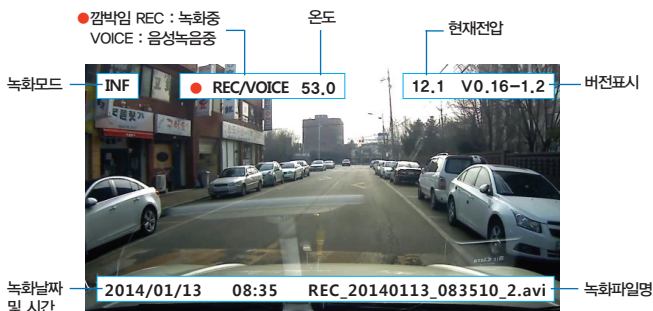 ●깜박임 REC : 녹화중
VOICE : 음성녹음중
온도
현재전압
녹화모드
INF
● REC/VOICE 53.0
12.1 V0.16-1.2
버전표시
녹화날짜
및 시간
2014/01/13 08:35 REC_20140113_083510_2.avi
녹화파일명